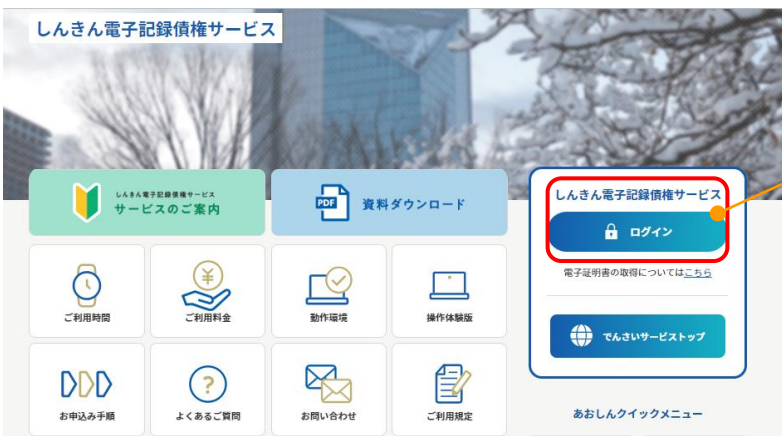 しんきん電子記録債権サービス
しんきん電子記録債権サービス
サービスのご案内
PDF
資料ダウンロード
しんきん電子記録債権サービス
ログイン
電子証明書の取得についてはこちら
でんさいサービストップ
ご利用時間
ご利用料金
動作環境
操作体験版
お申込み手順
よくあるご質問
お問い合わせ
ご利用規定
あおしんクイックメニュー